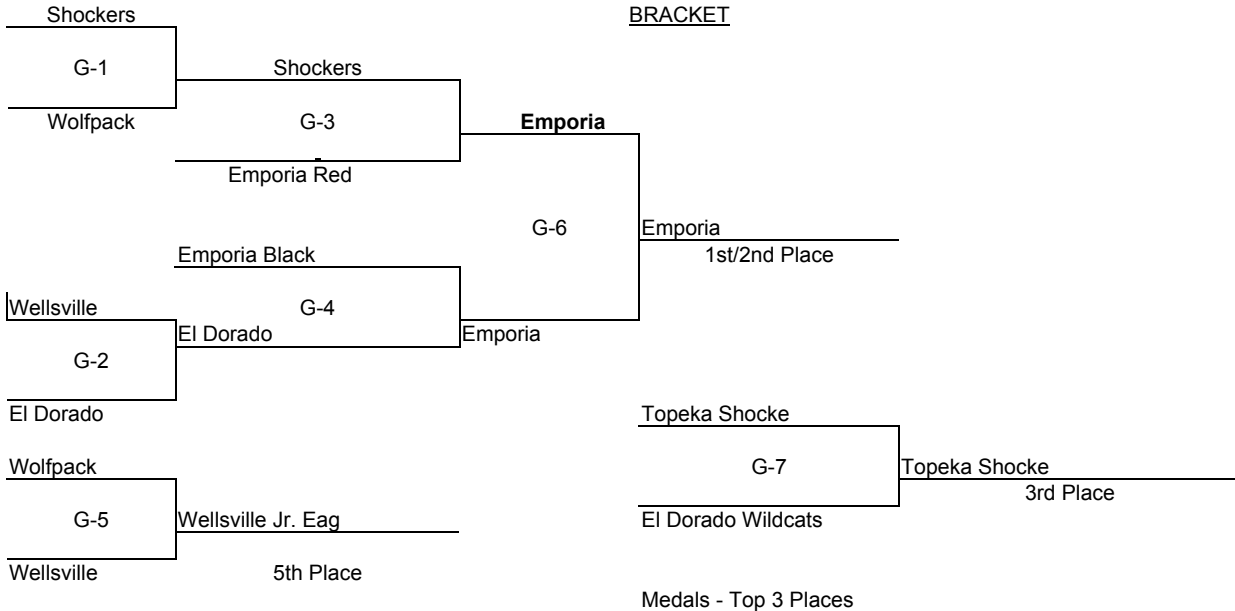 Shockers
BRACKET
G-1
Shockers
Wolfpack
G-3
Emporia
Emporia Red
G-6
Emporia
Emporia Black
1st/2nd Place
Wellsville
G-4
El Dorado
Emporia
G-2
El Dorado
Topeka Shocke
Wolfpack
G-7
Topeka Shocke
3rd Place
G-5
Wellsville Jr. Eag
El Dorado Wildcats
Wellsville
5th Place
Medals - Top 3 Places